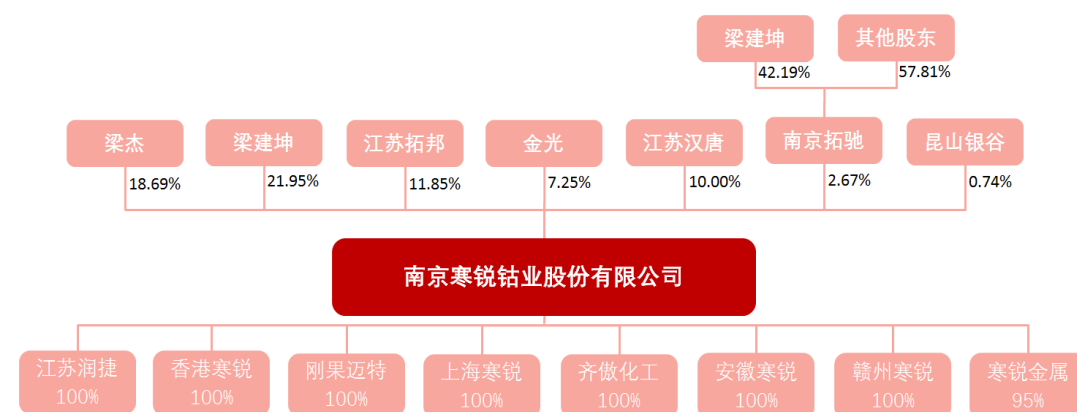 梁建坤
其他股东
42.19%
57.81%
梁杰
梁建坤
江苏拓邦
金光
江苏汉唐
南京拓驰
昆山银谷
18.69%
21.95%
11.85%
7.25%
10.00%
2.67%
0.74%
南京寒锐钴业股份有限公司
江苏润捷
100%
香港寒锐
100%
刚果迈特
100%
上海寒锐
100%
齐傲化工
100%
安徽寒锐
100%
赣州寒锐
100%
寒锐金属
95%